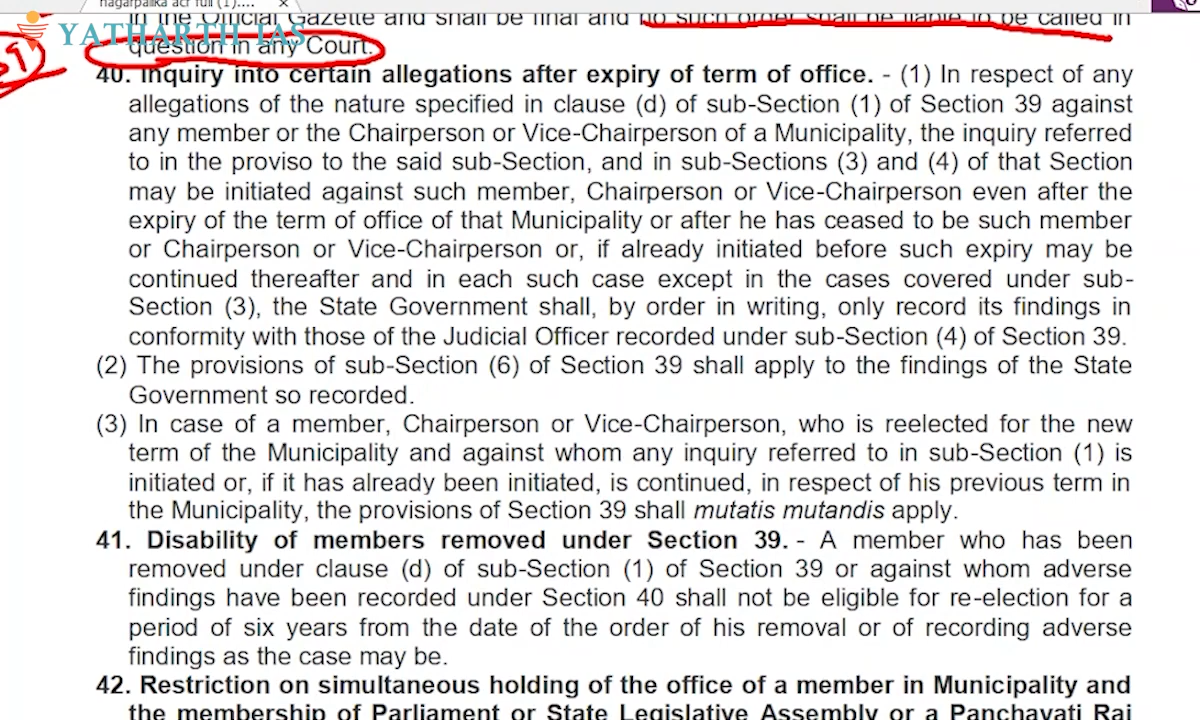 nagarpalika act full (1)....
in the Official Gazette and shall be final and no such order shall be liable to be called in
YATHARTH IAS
question in any Court.
40. Inquiry into certain allegations after expiry of term of office. - (1) In respect of any
allegations of the nature specified in clause (d) of sub-Section (1) of Section 39 against
any member or the Chairperson or Vice-Chairperson of a Municipality, the inquiry referred
to in the proviso to the said sub-Section, and in sub-Sections (3) and (4) of that Section
may be initiated against such member, Chairperson or Vice-Chairperson even after the
expiry of the term of office of that Municipality or after he has ceased to be such member
or Chairperson or Vice-Chairperson or, if already initiated before such expiry may be
continued thereafter and in each such case except in the cases covered under sub-
Section (3), the State Government shall, by order in writing, only record its findings in
conformity with those of the Judicial Officer recorded under sub-Section (4) of Section 39.
(2) The provisions of sub-Section (6) of Section 39 shall apply to the findings of the State
Government so recorded.
(3) In case of a member, Chairperson or Vice-Chairperson, who is reelected for the new
term of the Municipality and against whom any inquiry referred to in sub-Section (1) is
initiated or, if it has already been initiated, is continued, in respect of his previous term in
the Municipality, the provisions of Section 39 shall mutatis mutandis apply.
41. Disability of members removed under Section 39. - A member who has been
removed under clause (d) of sub-Section (1) of Section 39 or against whom adverse
findings have been recorded under Section 40 shall not be eligible for re-election for a
period of six years from the date of the order of his removal or of recording adverse
findings as the case may be.
42. Restriction on simultaneous holding of the office of a member in Municipality and
the membership of Parliament or State Legislative Assembly or a Panchayati Raj